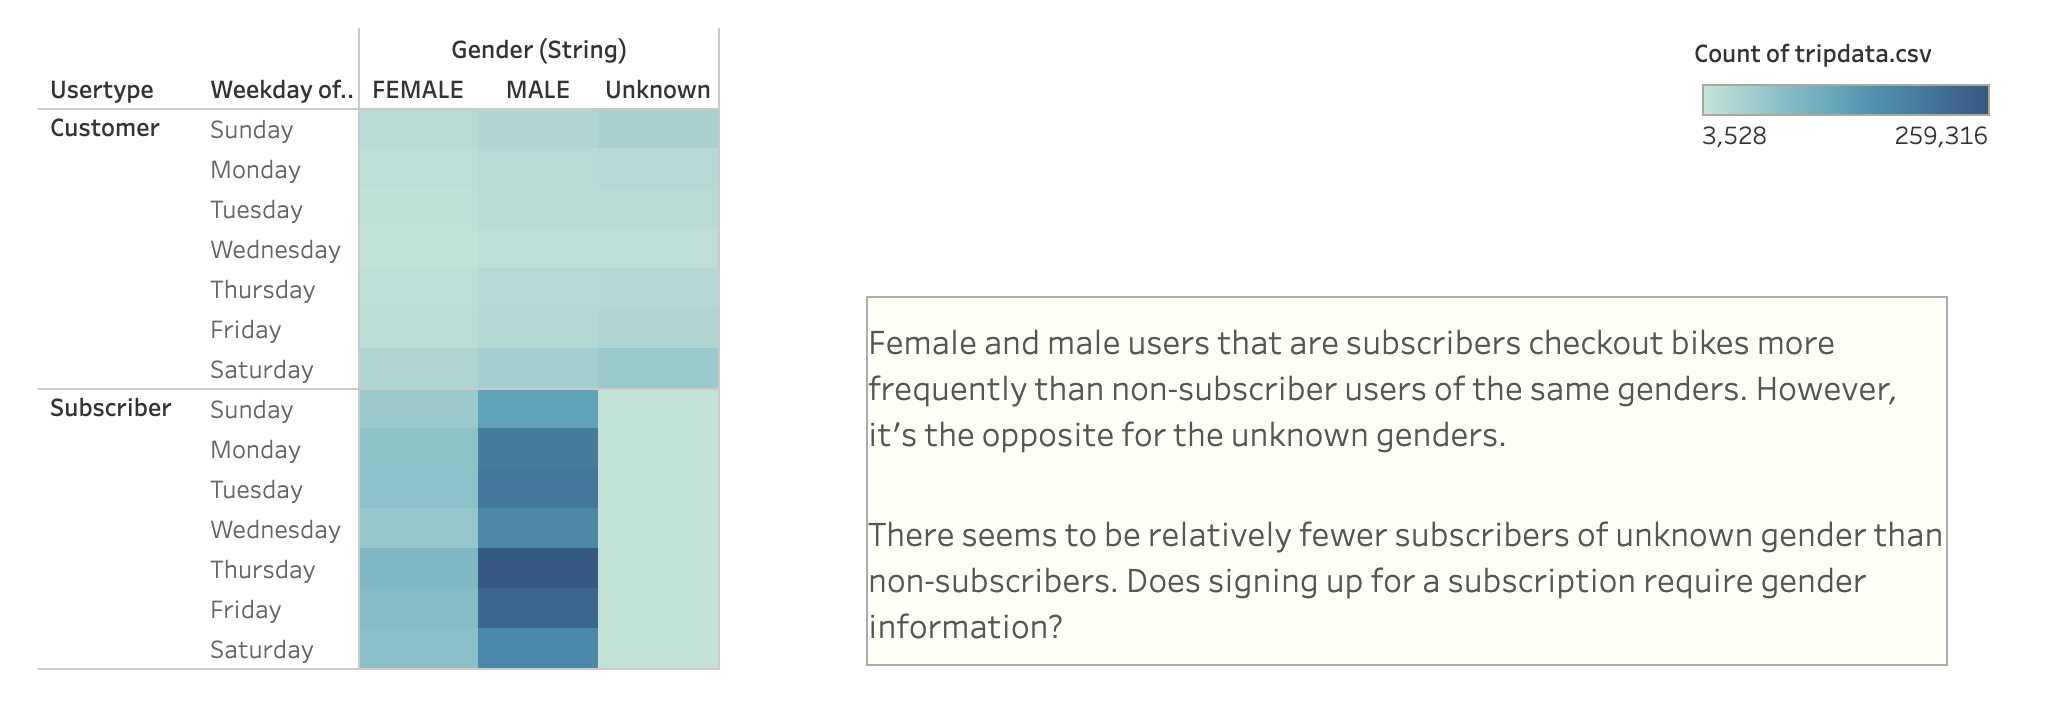 Gender (String)
Usertype Weekday of.. FEMALE MALE Unknown
Customer Sunday
Monday
Tuesday
Wednesday
Thursday
Friday
Saturday
Subscriber Sunday
Monday
Tuesday
Wednesday
Thursday
Friday
Saturday
Count of tripdata.csv
3,528 259,316
Female and male users that are subscribers checkout bikes more
frequently than non-subscriber users of the same genders. However,
it’s the opposite for the unknown genders.
There seems to be relatively fewer subscribers of unknown gender than
non-subscribers. Does signing up for a subscription require gender
information?